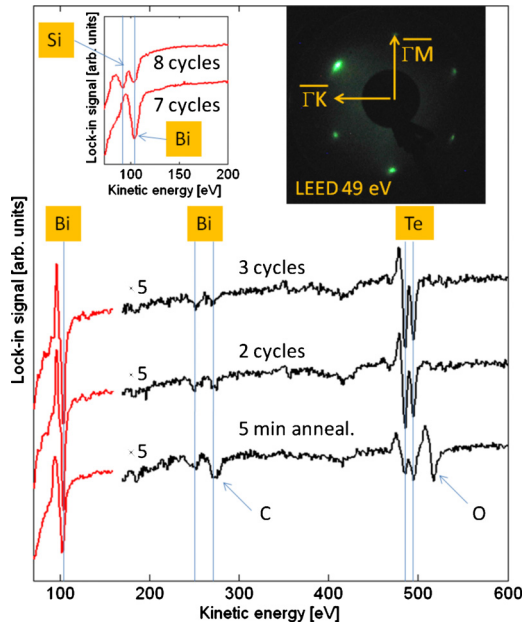 Si
8 cycles
7 cycles
Bi
Lock-in signal [arb. units]
100 150 200
Kinetic energy [eV]
ΓM
ΓK
LEED 49 eV
Bi
Bi
Te
3 cycles
× 5
2 cycles
× 5
5 min anneal.
× 5
C
O
Lock-in signal [arb. units]
100 200 300 400 500 600
Kinetic energy [eV]